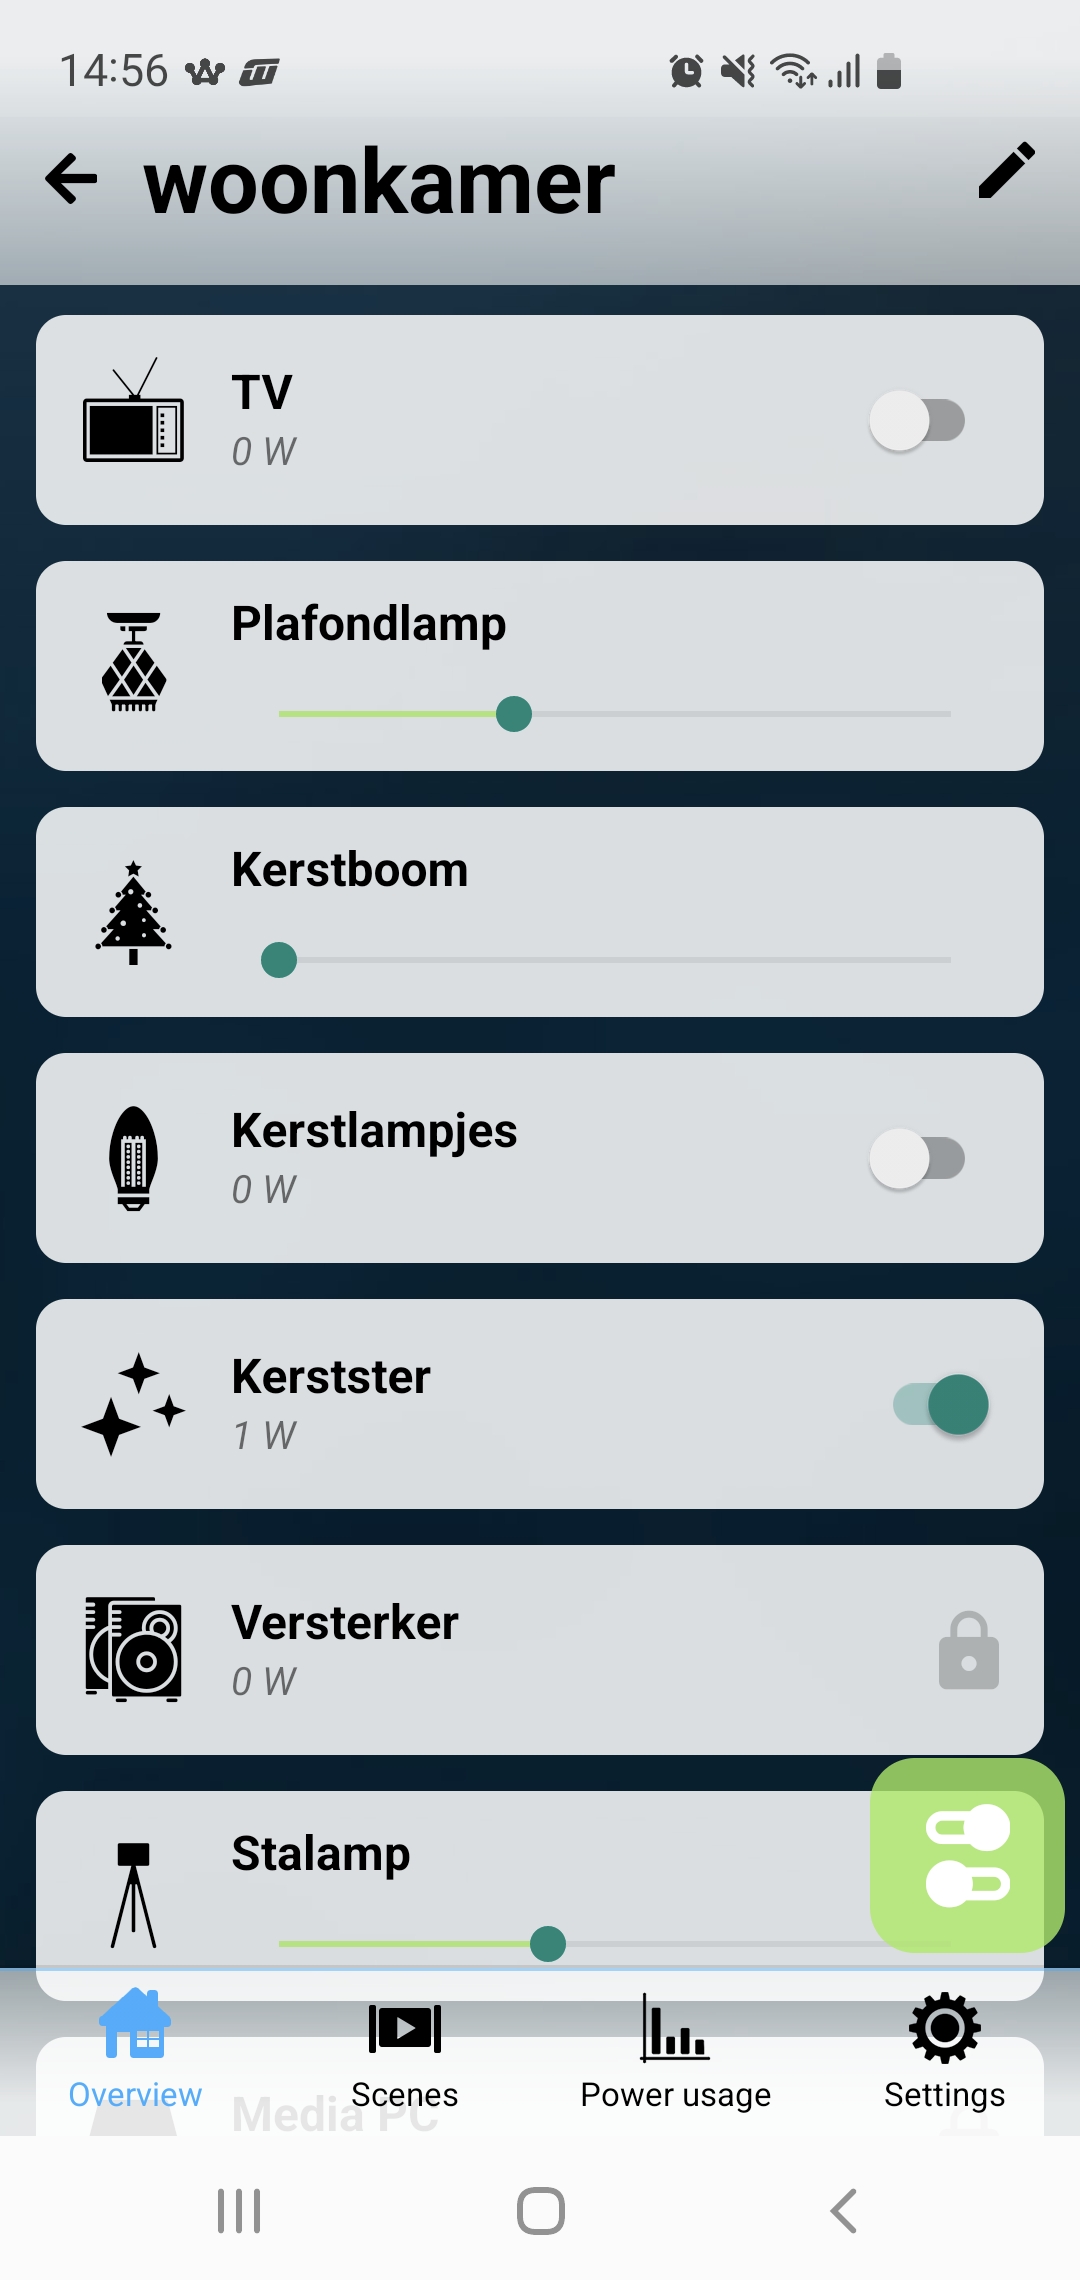 14:56
woonkamer
TV
0 W
Plafondlamp
Kerstboom
Kerstlampjes
0 W
Kerstster
1 W
Versterker
0 W
Stalamp
Media PC
Overview
Scenes
Power usage
Settings